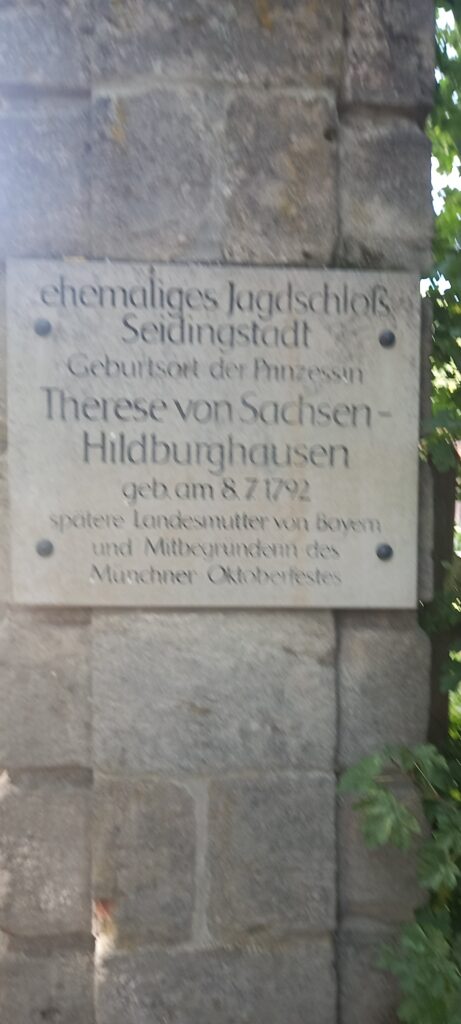 ehemaliges Jagdschloß
Seidingstadt
Geburtsort der Prinzessin
Therese von Sachsen-
Hildburghausen
geb. am 8. 7. 1792
spätere Landesmutter von Bayern
und Mitbegründerin des
Münchner Oktoberfestes